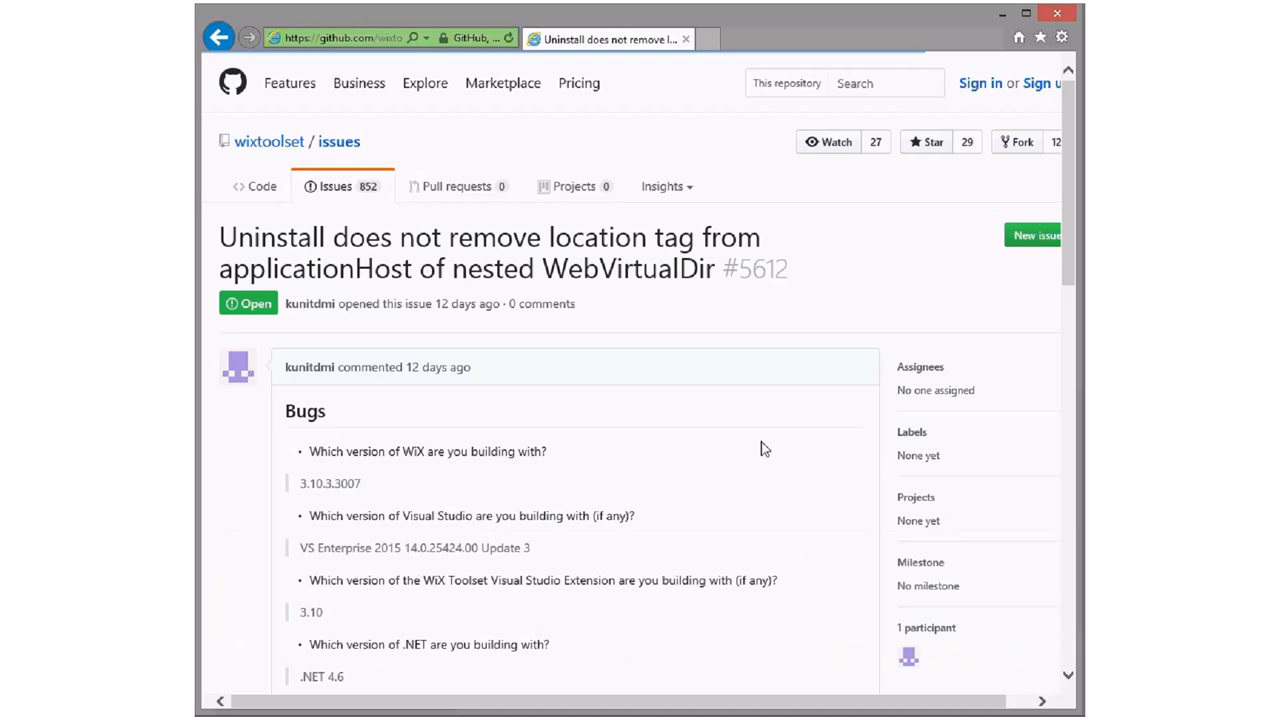 https://github.com/wixto
GitHub, ...
Uninstall does not remove l...
Features
Business
Explore
Marketplace
Pricing
This repository
Search
Sign in or Sign u
wixtoolset / issues
Watch 27
Star 29
Fork 12
Code
Issues 852
Pull requests 0
Projects 0
Insights
Uninstall does not remove location tag from
applicationHost of nested WebVirtualDir #5612
New issue
Open
kunitdmi opened this issue 12 days ago · 0 comments
kunitdmi commented 12 days ago
Bugs
• Which version of WiX are you building with?
3.10.3.3007
• Which version of Visual Studio are you building with (if any)?
VS Enterprise 2015 14.0.25424.00 Update 3
• Which version of the WiX Toolset Visual Studio Extension are you building with (if any)?
3.10
• Which version of .NET are you building with?
.NET 4.6
Assignees
No one assigned
Labels
None yet
Projects
None yet
Milestone
No milestone
1 participant